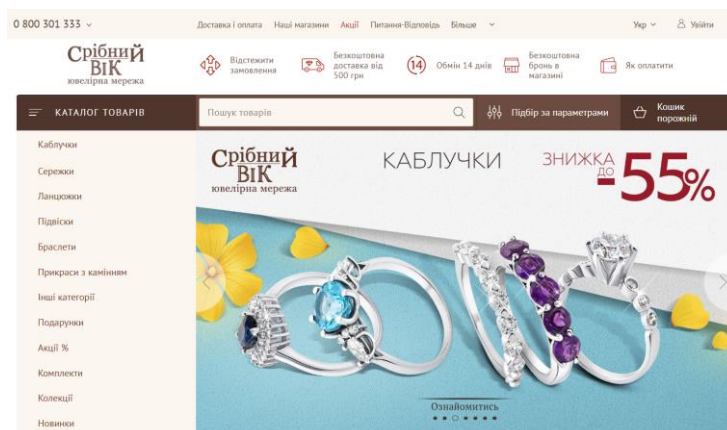 0 800 301 333
Доставка і оплата Наші магазини Акції Питання-Відповідь Більше
Укр Увійти
Срібний
Вік
ювелірна мережа
Відстежити
замовлення
Безкоштовна
доставка від
500 грн
14
Обмін 14 днів
Безкоштовна
бронь в
магазині
Як оплатити
КАТАЛОГ ТОВАРІВ
Пошук товарів
Підбір за параметрами
Кошик
порожній
Каблучки
Сережки
Ланцюжки
Підвіски
Браслети
Прикраси з камінням
Інші категорії
Подарунки
Акції %
Комплекти
Колекції
Новинки
Срібний
Вік
ювелірна мережа
КАБЛУЧКИ
ЗНИЖКА
ДО
-55%
Ознайомитись